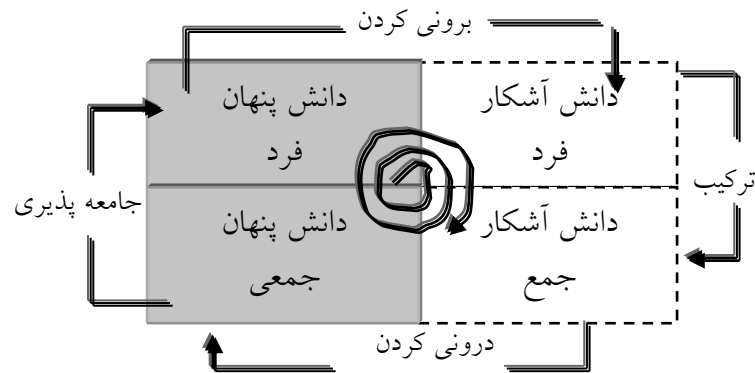 برونی کردن
دانش آشکار
فرد
دانش پنهان
فرد
ترکیب
جامعه پذیری
دانش آشکار
جمع
دانش پنهان
جمعی
درونی کردن